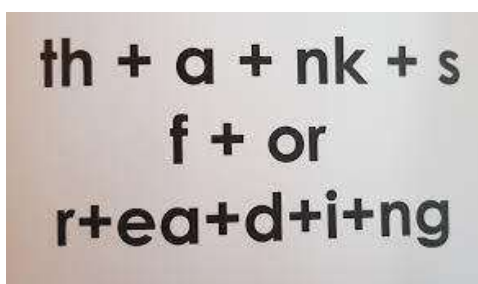 th + a + nk + s
f + or
r+ea+d+i+ng